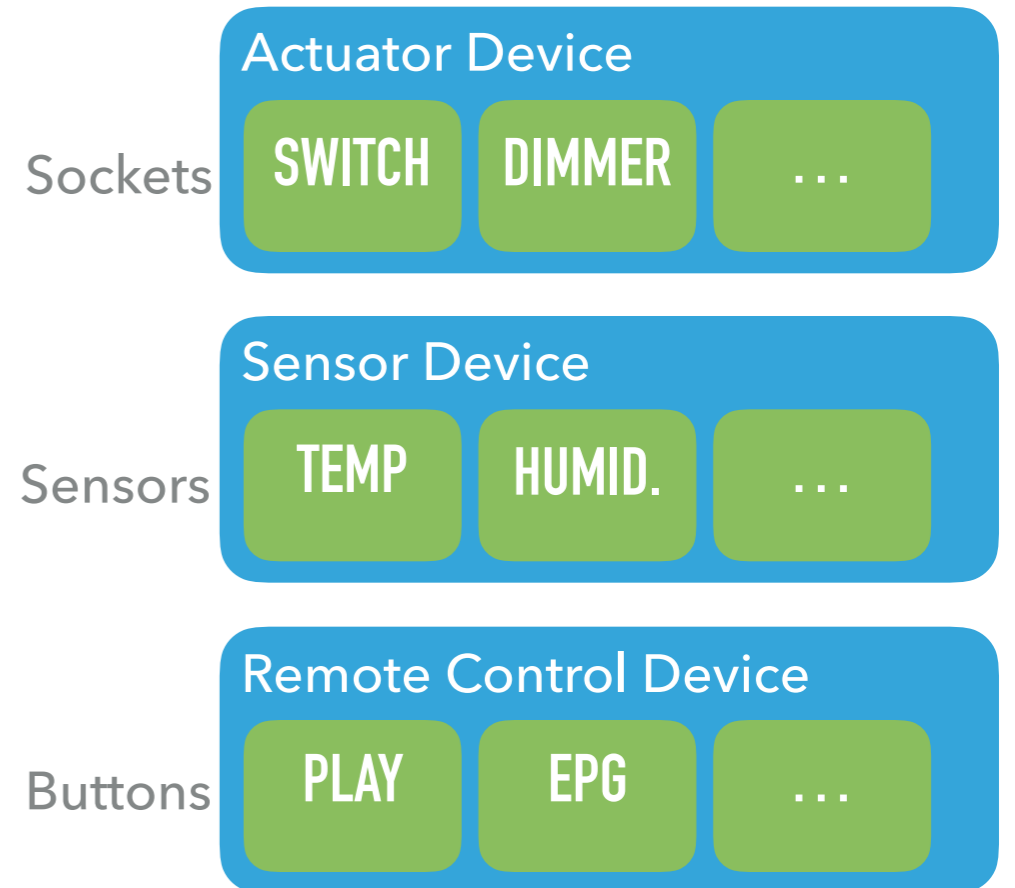 Actuator Device
Sockets SWITCH DIMMER ...
Sensor Device
Sensors TEMP HUMID. ...
Remote Control Device
Buttons PLAY EPG ...